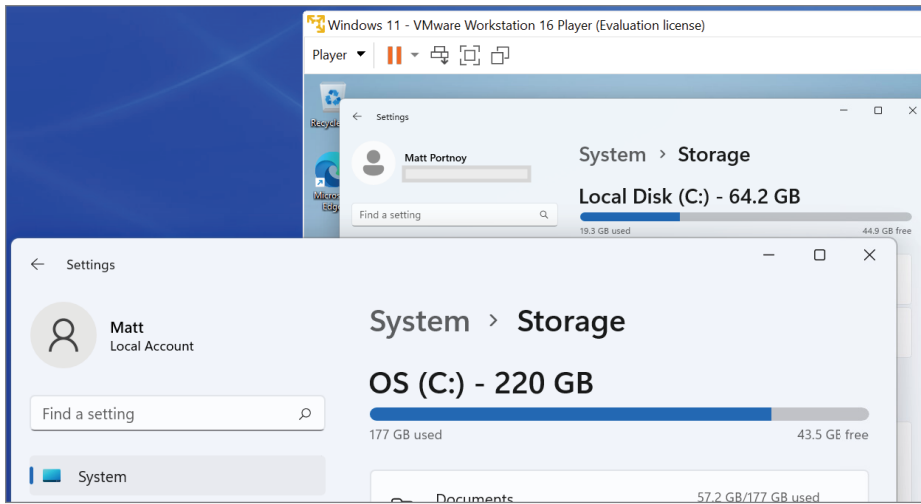 Windows 11 - VMware Workstation 16 Player (Evaluation license)
Player
Settings
Matt Portnoy
System > Storage
Local Disk (C:) - 64.2 GB
Find a setting
19.3 GB used
44.9 GB free
Settings
Matt
Local Account
System > Storage
OS (C:) - 220 GB
Find a setting
177 GB used
43.5 GB free
System
Documents
57.2 GB/177 GB used